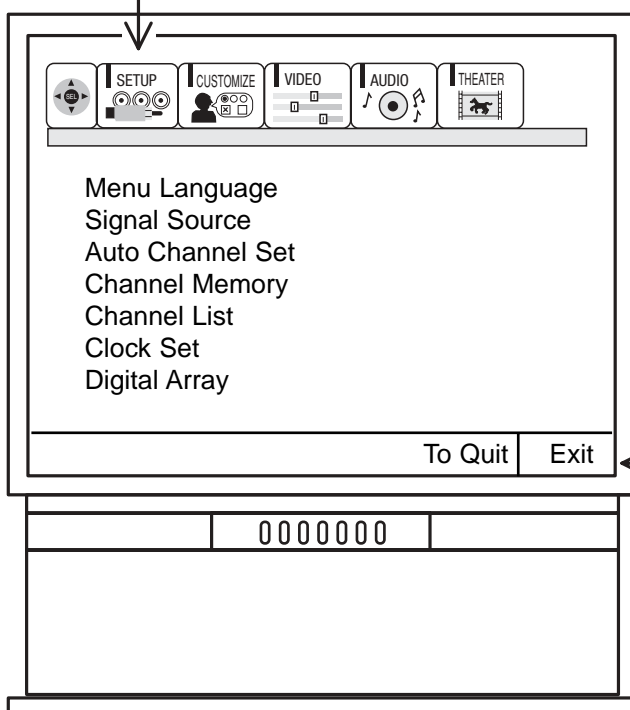 SEL SETUP CUSTOMIZE VIDEO AUDIO THEATER
Menu Language
Signal Source
Auto Channel Set
Channel Memory
Channel List
Clock Set
Digital Array
To Quit Exit